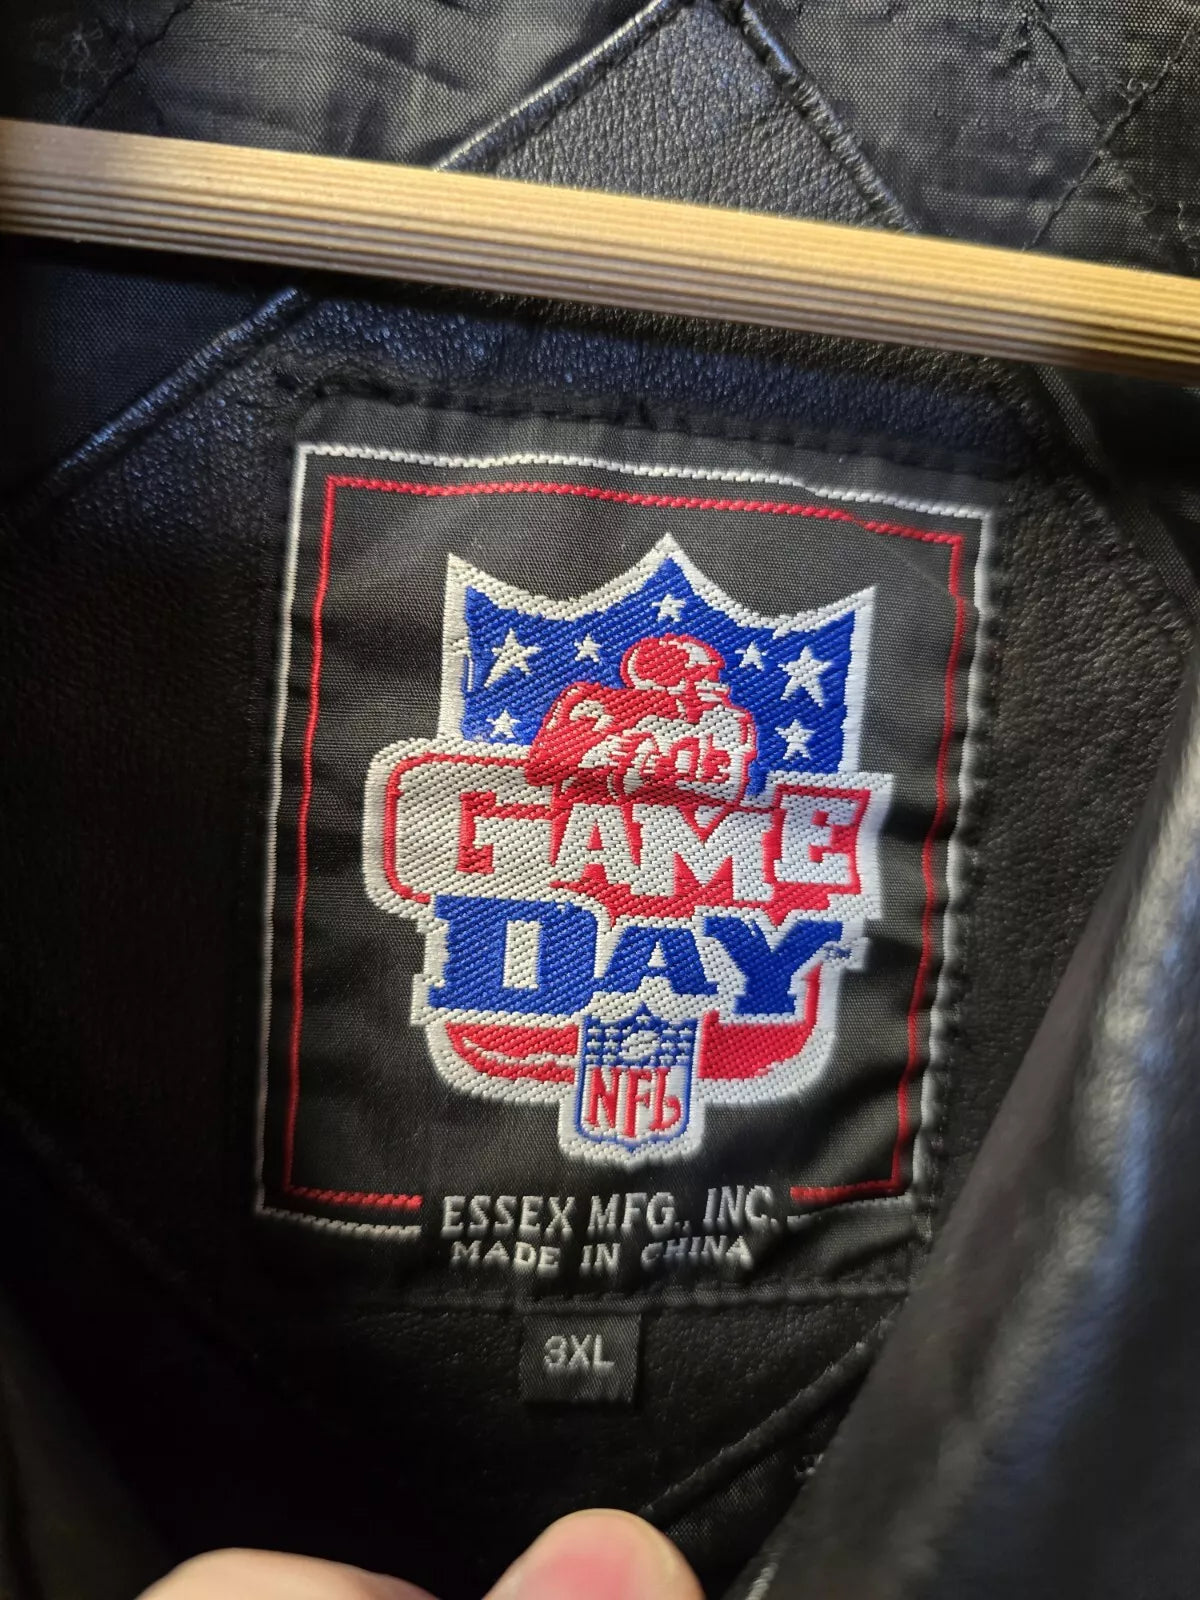 GAME
DAY
NFL
ESSEX MFG., INC.
MADE IN CHINA
3XL